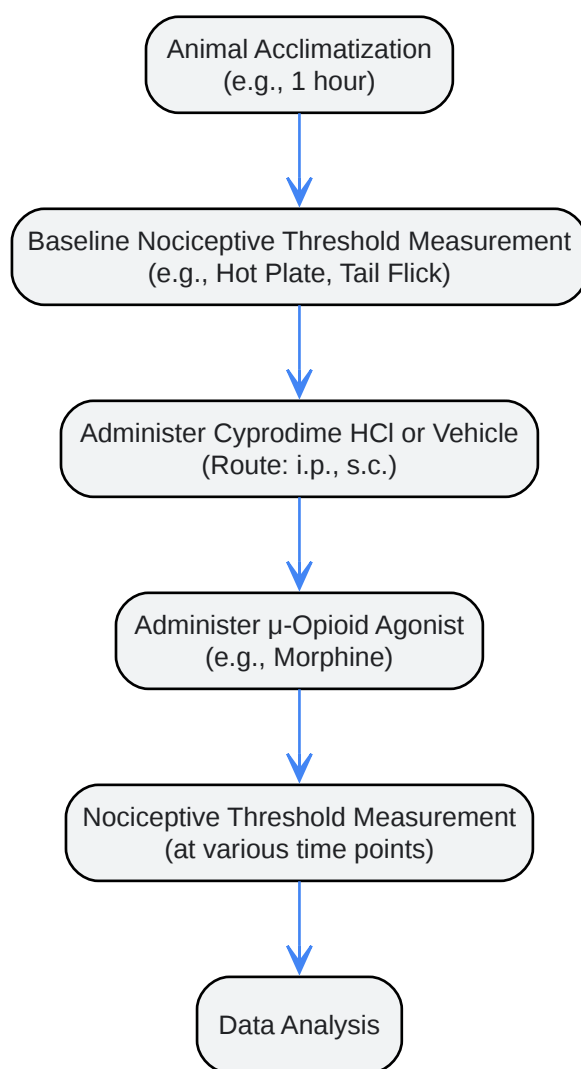 Animal Acclimatization
(e.g., 1 hour)
Baseline Nociceptive Threshold Measurement
(e.g., Hot Plate, Tail Flick)
Administer Cyprodime HCl or Vehicle
(Route: i.p., s.c.)
Administer μ-Opioid Agonist
(e.g., Morphine)
Nociceptive Threshold Measurement
(at various time points)
Data Analysis